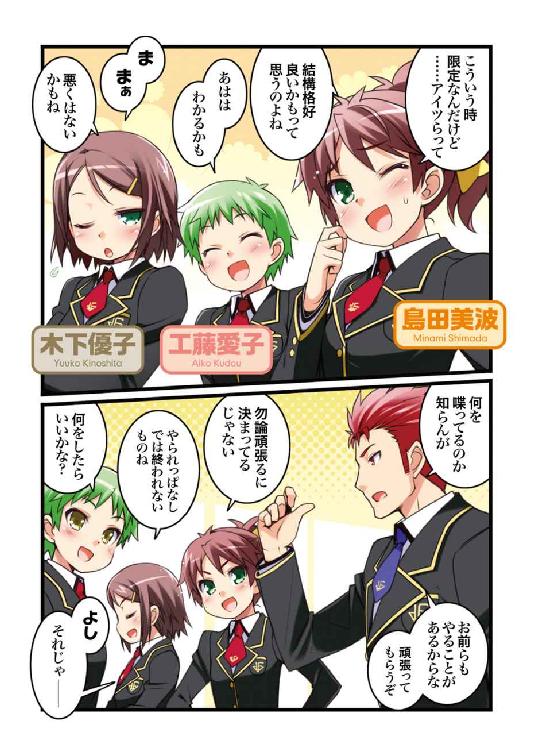 こういう時
限定なんだけど
……アイツらって
結構格好
良いかもって
思うのよね
あはは
わかるかも
ま
まぁ
悪くはない
かもね
島田美波
Minami Shimada
工藤愛子
Aiko Kudou
木下優子
Yuuko Kinoshita
何を
喋ってるのか
知らんが
お前らも
やることが
あるからな
頑張って
もらうぞ
勿論頑張るに
決まってる
じゃない
やられっぱなし
では終われない
ものね
何をしたら
いいかな?
よし
それじゃ――